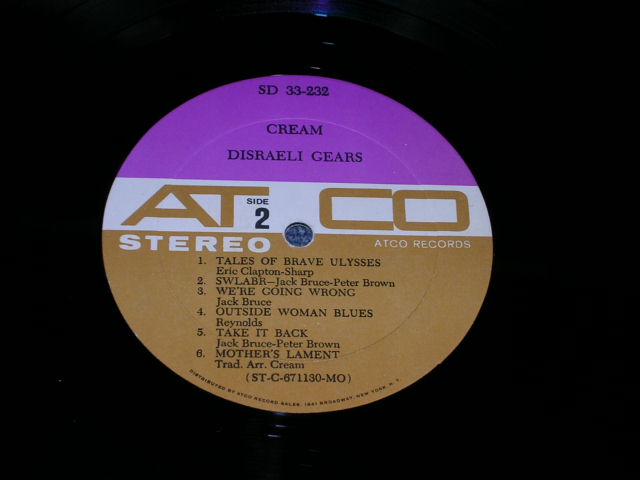 SD 33-232
CREAM
DISRAELI GEARS
ATCO
SIDE
2
STEREO
ATCO RECORDS
1. TALES OF BRAVE ULYSSES
Eric Clapton-Sharp
2. SWLABR—Jack Bruce-Peter Brown
3. WE'RE GOING WRONG
Jack Bruce
4. OUTSIDE WOMAN BLUES
Reynolds
5. TAKE IT BACK
Jack Bruce-Peter Brown
6. MOTHER'S LAMENT
Trad. Arr. Cream
(ST-C-671130-MO)
DISTRIBUTED BY ATCO RECORD SALES, 1841 BROADWAY, NEW YORK, N. Y.